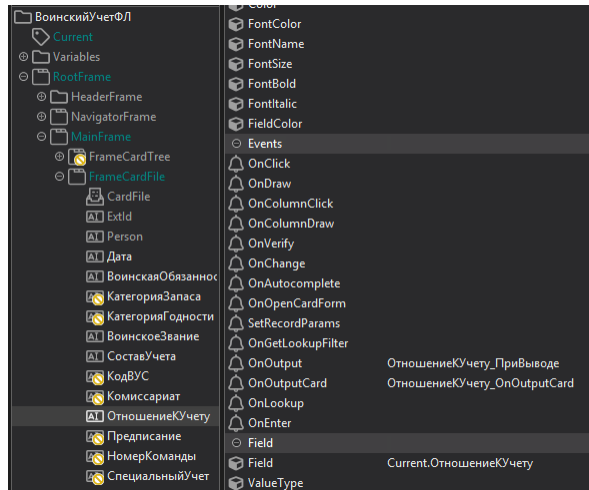 ВоинскийУчетФЛ
Current
Variables
RootFrame
HeaderFrame
NavigatorFrame
MainFrame
FrameCardTree
FrameCardFile
CardFile
ExtId
Person
Дата
ВоинскаяОбязаннос
КатегорияЗапаса
КатегорияГодности
ВоинскоеЗвание
СоставУчета
КодВУС
Комиссариат
ОтношениеКУчету
Предписание
НомерКоманды
СпециальныйУчет
Color
FontColor
FontName
FontSize
FontBold
FontItalic
FieldColor
Events
OnClick
OnDraw
OnColumnClick
OnColumnDraw
OnVerify
OnChange
OnAutocomplete
OnOpenCardForm
SetRecordParams
OnGetLookupFilter
OnOutput ОтношениеКУчету_ПриВыводе
OnOutputCard ОтношениеКУчету_OnOutputCard
OnLookup
OnEnter
Field
Field Current.ОтношениеКУчету
ValueType